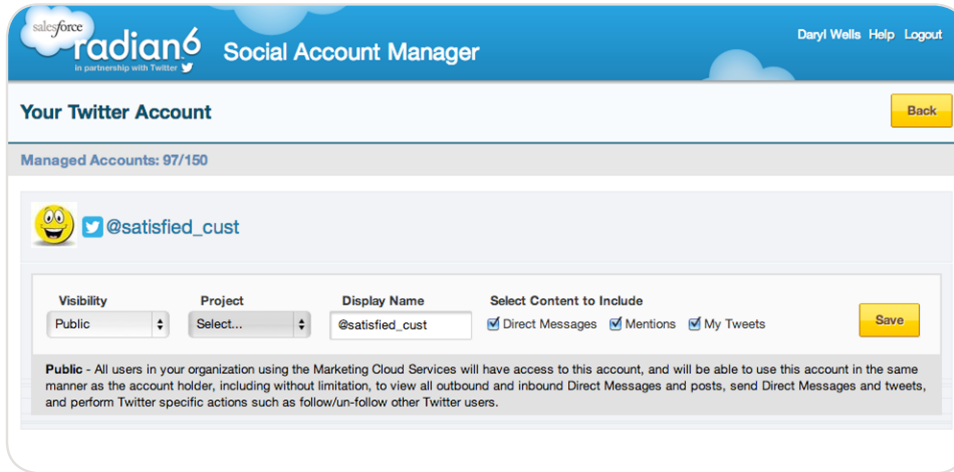 salesforce
radian6
in partnership with Twitter
Social Account Manager
Daryl Wells Help Logout
Your Twitter Account
Back
Managed Accounts: 97/150
@satisfied_cust
Visibility Project Display Name Select Content to Include
Public Select... @satisfied_cust Direct Messages Mentions My Tweets Save
Public - All users in your organization using the Marketing Cloud Services will have access to this account, and will be able to use this account in the same
manner as the account holder, including without limitation, to view all outbound and inbound Direct Messages and posts, send Direct Messages and tweets,
and perform Twitter specific actions such as follow/un-follow other Twitter users.